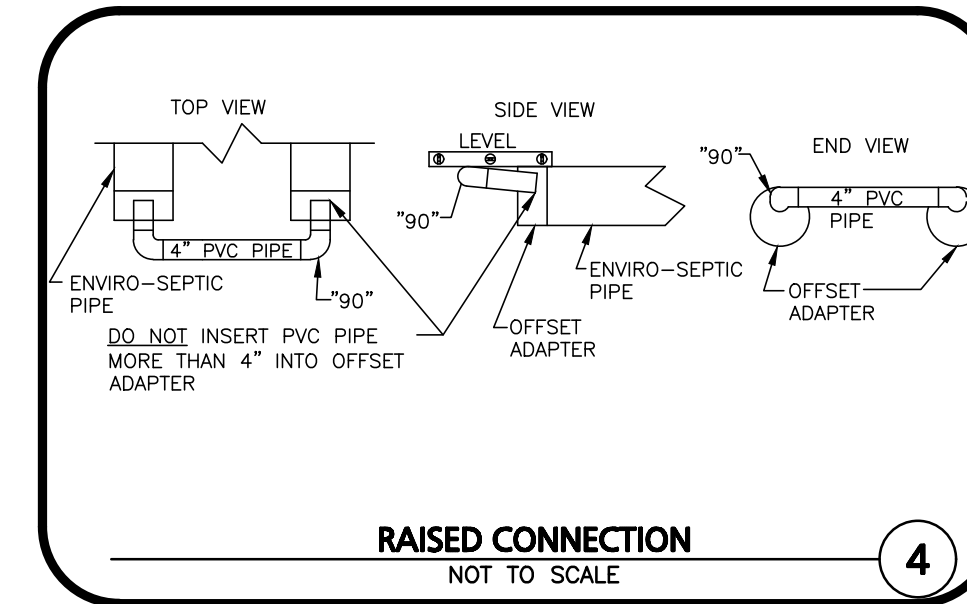 TOP VIEW
4” PVC PIPE
ENVIRO-SEPTIC
PIPE
”90”
DO NOT INSERT PVC PIPE
MORE THAN 4” INTO OFFSET
ADAPTER
SIDE VIEW
LEVEL
”90”
ENVIRO-SEPTIC
PIPE
OFFSET
ADAPTER
END VIEW
”90”
4” PVC
PIPE
OFFSET
ADAPTER
RAISED CONNECTION
NOT TO SCALE
4